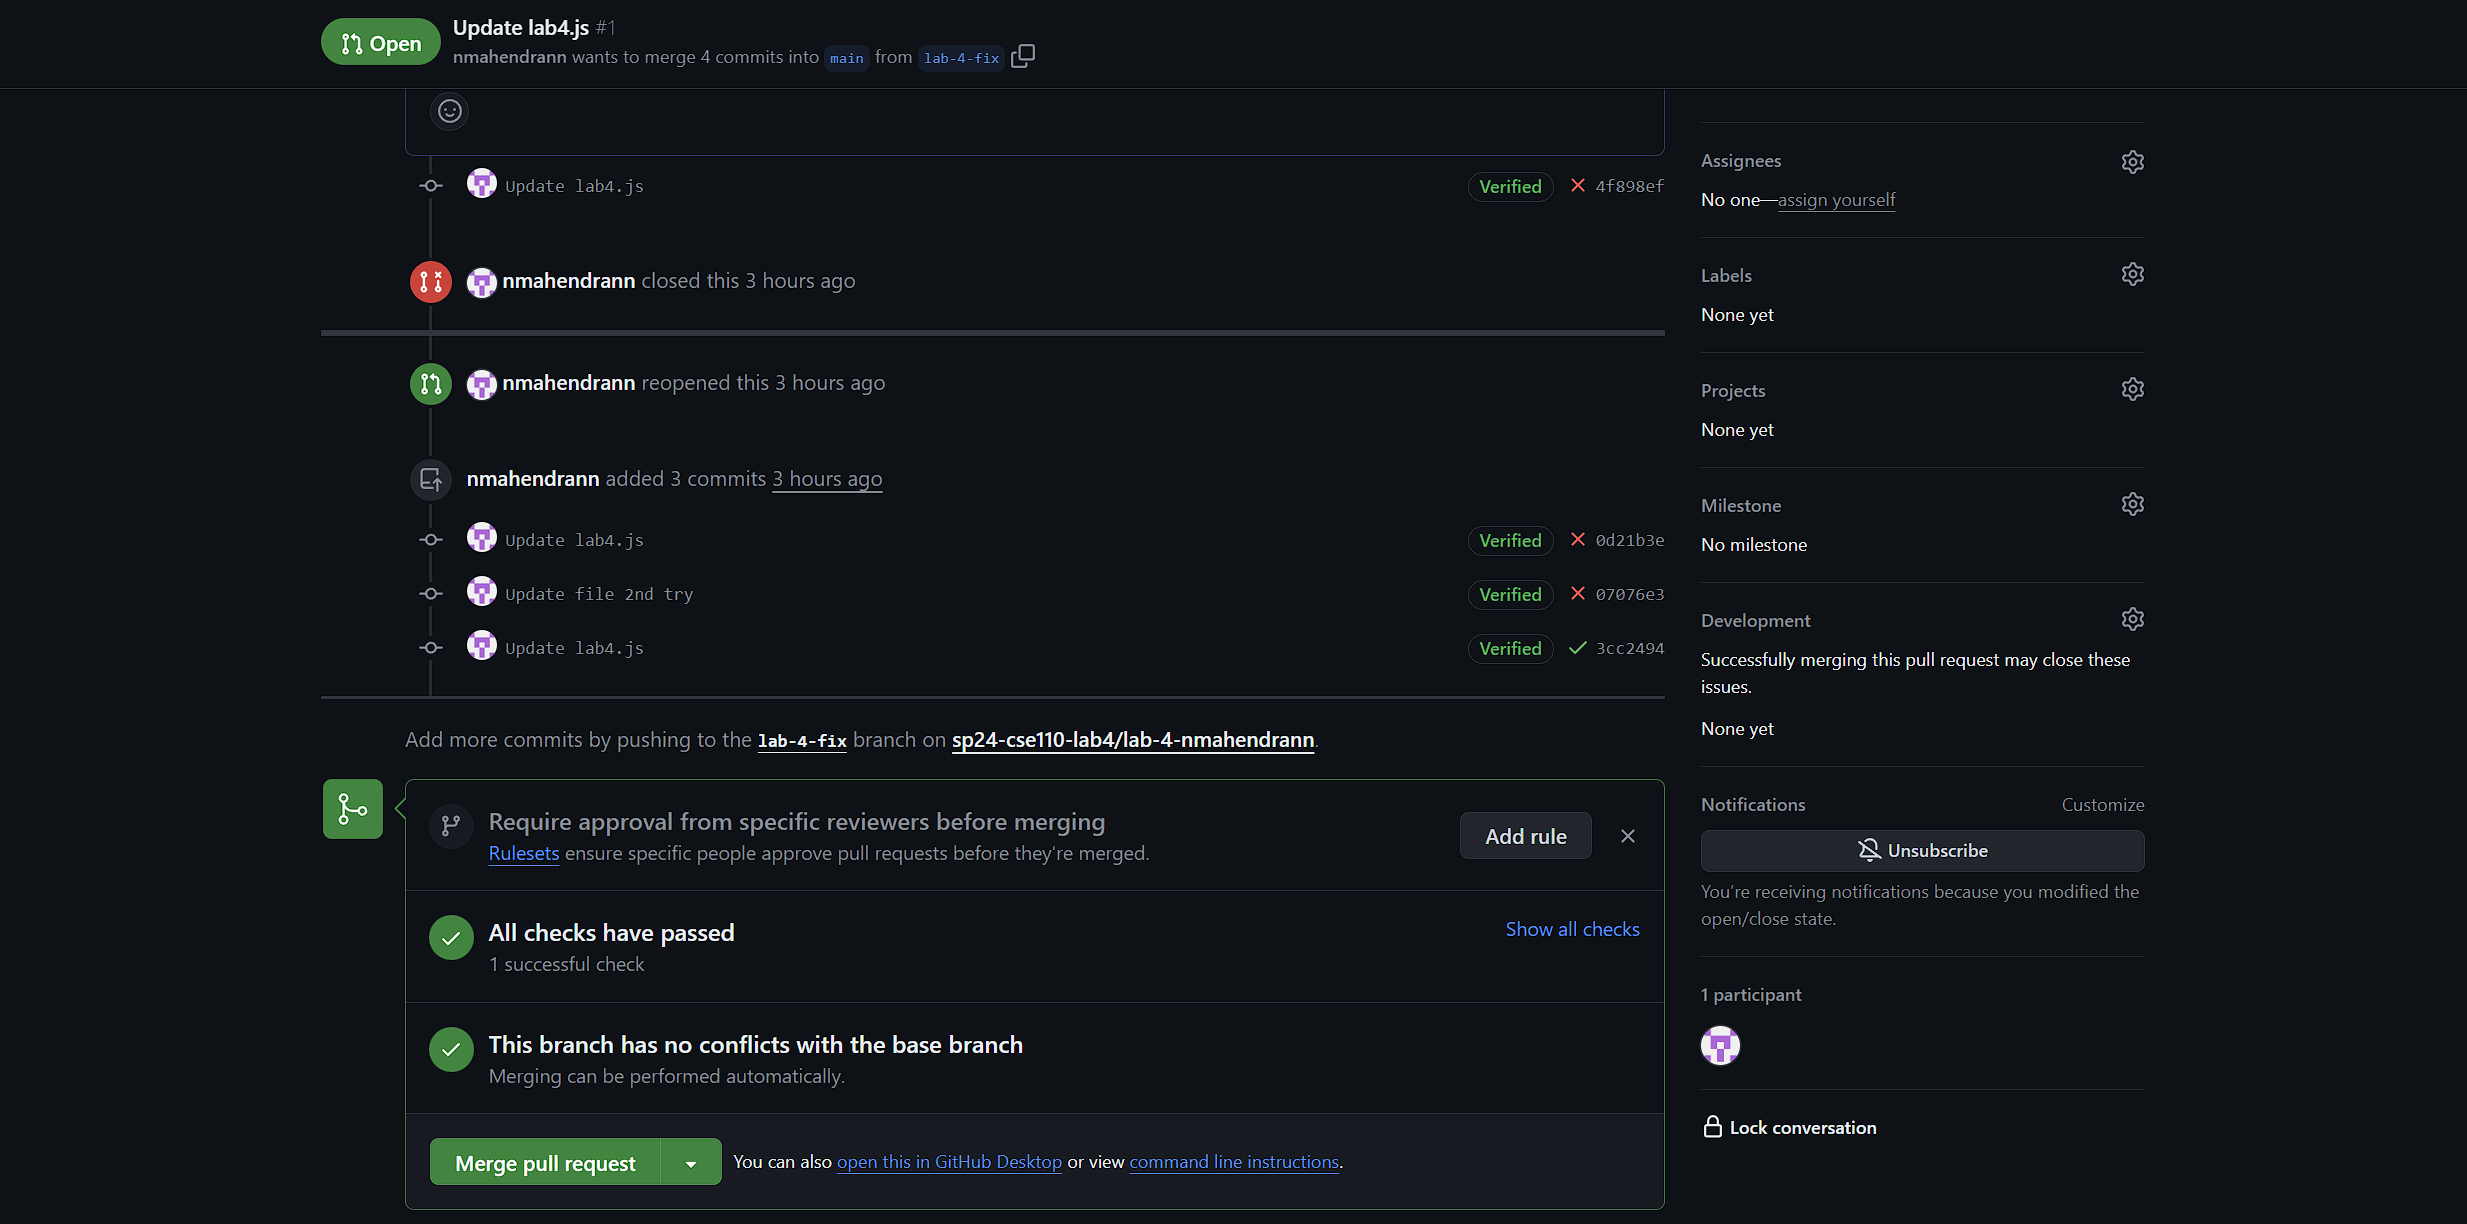 Open
Update lab4.js #1
nmahendrann wants to merge 4 commits into main from lab-4-fix
Update lab4.js
Verified
4f898ef
nmahendrann closed this 3 hours ago
nmahendrann reopened this 3 hours ago
nmahendrann added 3 commits 3 hours ago
Update lab4.js
Verified
0d21b3e
Update file 2nd try
Verified
07076e3
Update lab4.js
Verified
3cc2494
Add more commits by pushing to the lab-4-fix branch on sp24-cse110-lab4/lab-4-nmahendrann.
Require approval from specific reviewers before merging
Rulesets ensure specific people approve pull requests before they're merged.
Add rule
All checks have passed
1 successful check
Show all checks
This branch has no conflicts with the base branch
Merging can be performed automatically.
Merge pull request
You can also open this in GitHub Desktop or view command line instructions.
Assignees
No one—assign yourself
Labels
None yet
Projects
None yet
Milestone
No milestone
Development
Successfully merging this pull request may close these
issues.
None yet
Notifications
Customize
Unsubscribe
You're receiving notifications because you modified the
open/close state.
1 participant
Lock conversation